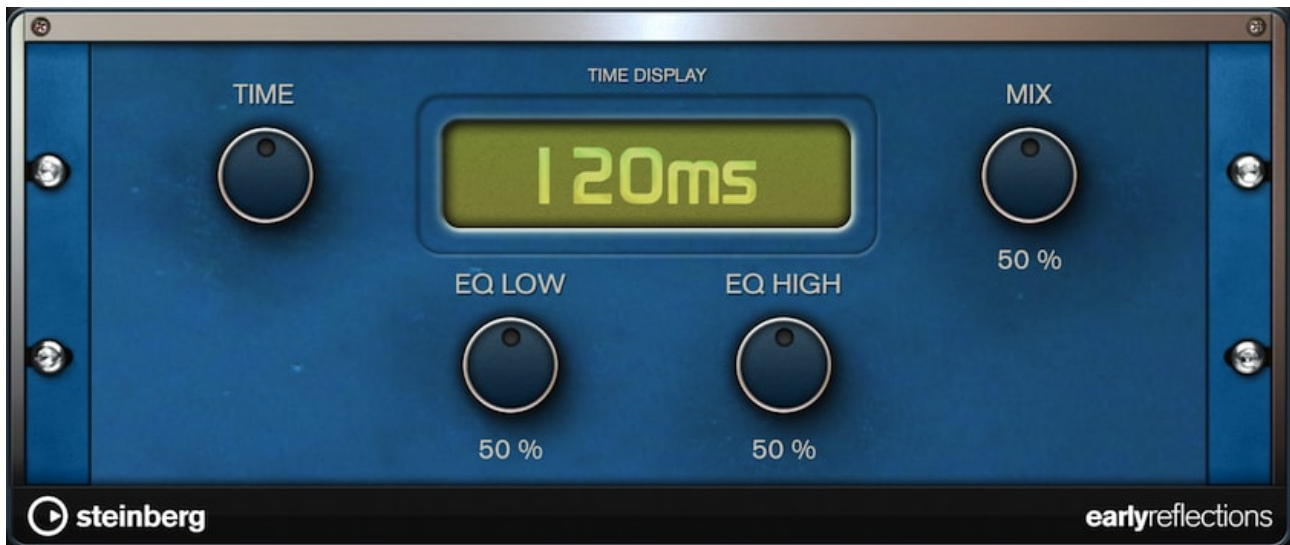 TIME DISPLAY
TIME
MIX
120ms
50 %
EQ LOW
EQ HIGH
50 %
50 %
steinberg
earlyreflections